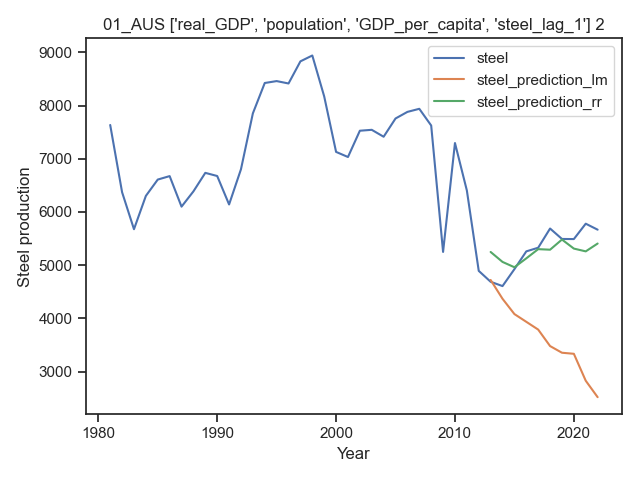 01_AUS ['real_GDP', 'population', 'GDP_per_capita', 'steel_lag_1'] 2
steel
steel_prediction_lm
steel_prediction_rr
Steel production
9000
8000
7000
6000
5000
4000
3000
1980
1990
2000
2010
2020
Year